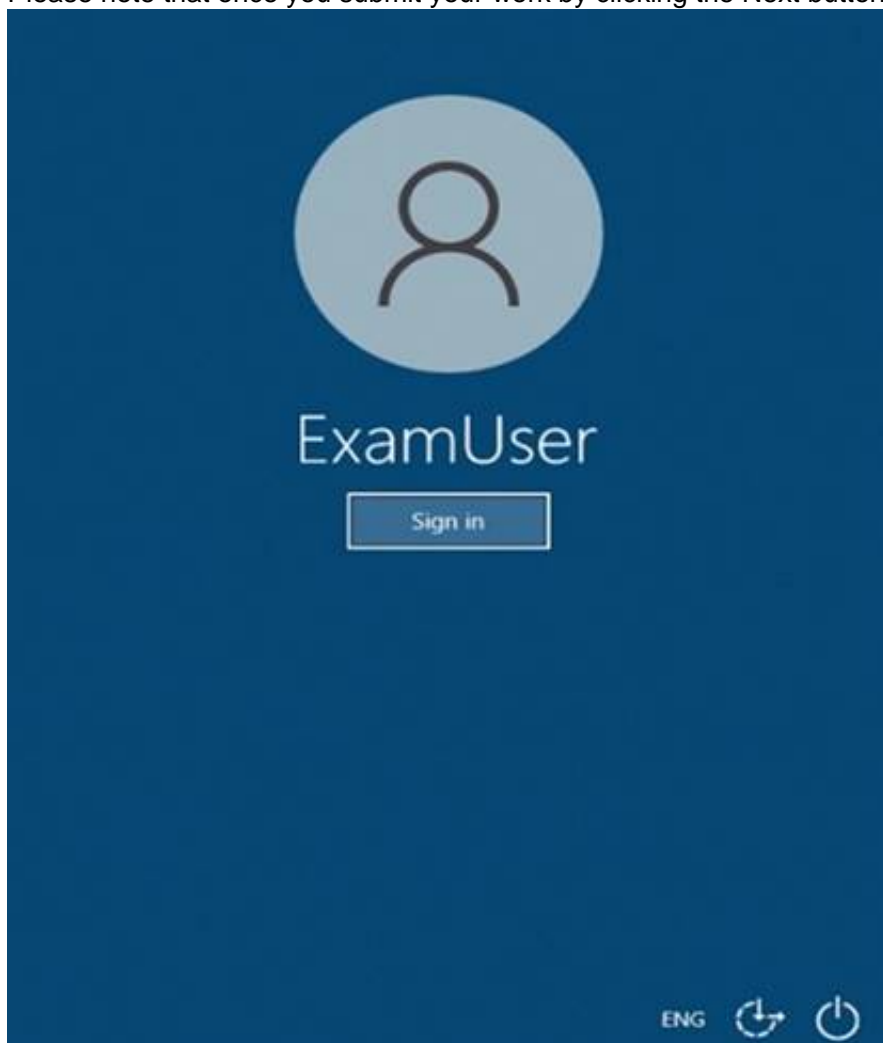 Please note that once you submit your work by clicking the Next button
ExamUser
Sign in
ENG